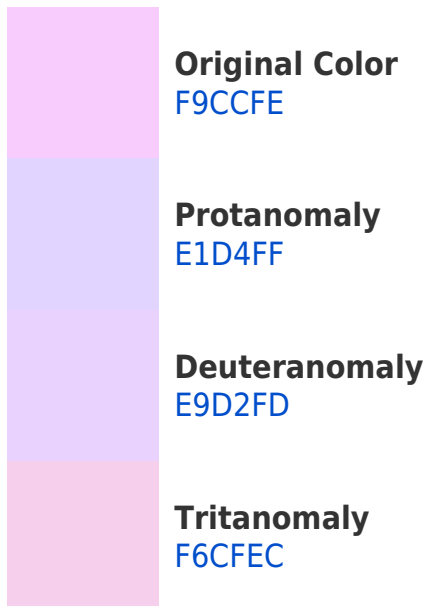 Original Color
F9CCFE
Protanomaly
E1D4FF
Deuteranomaly
E9D2FD
Tritanomaly
F6CFEC